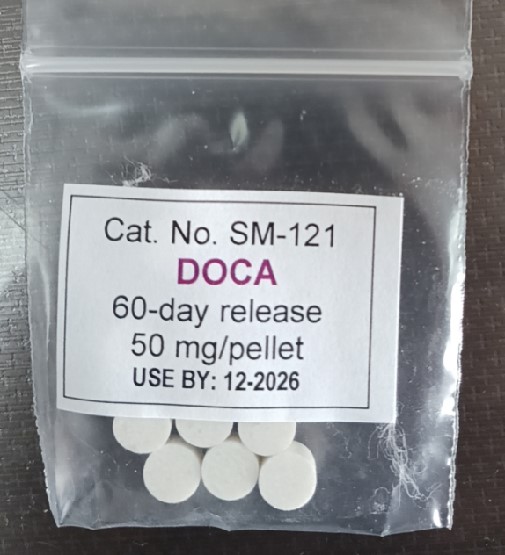 Cat. No. SM-121
DOCA
60-day release
50 mg/pellet
USE BY: 12-2026